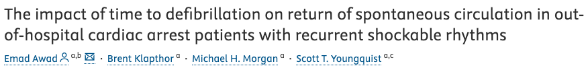 The impact of time to defibrillation on return of spontaneous circulation in out-
of-hospital cardiac arrest patients with recurrent shockable rhythms
Emad Awad a,b · Brent Klapthor a · Michael H. Morgan a · Scott T. Youngquist a,c